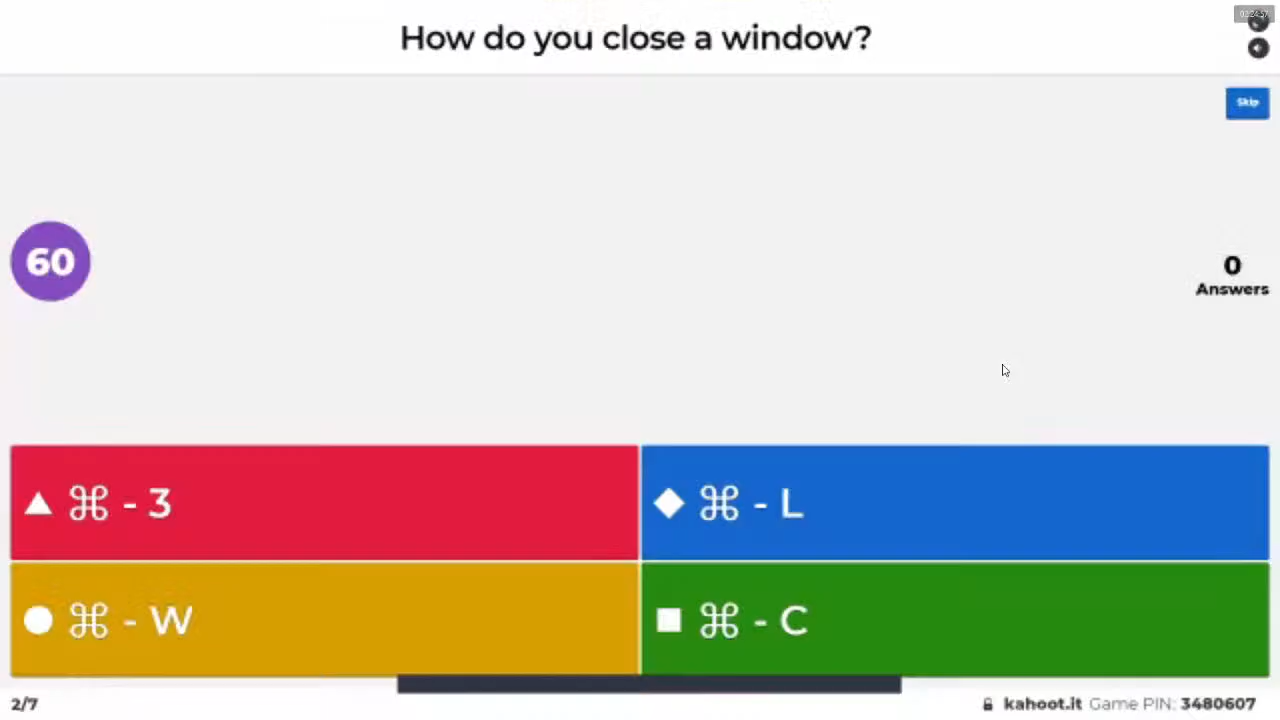 How do you close a window?
Skip
60
0
Answers
⌘ - 3
⌘ - L
⌘ - W
⌘ - C
2/7
kahoot.it Game PIN: 3480607